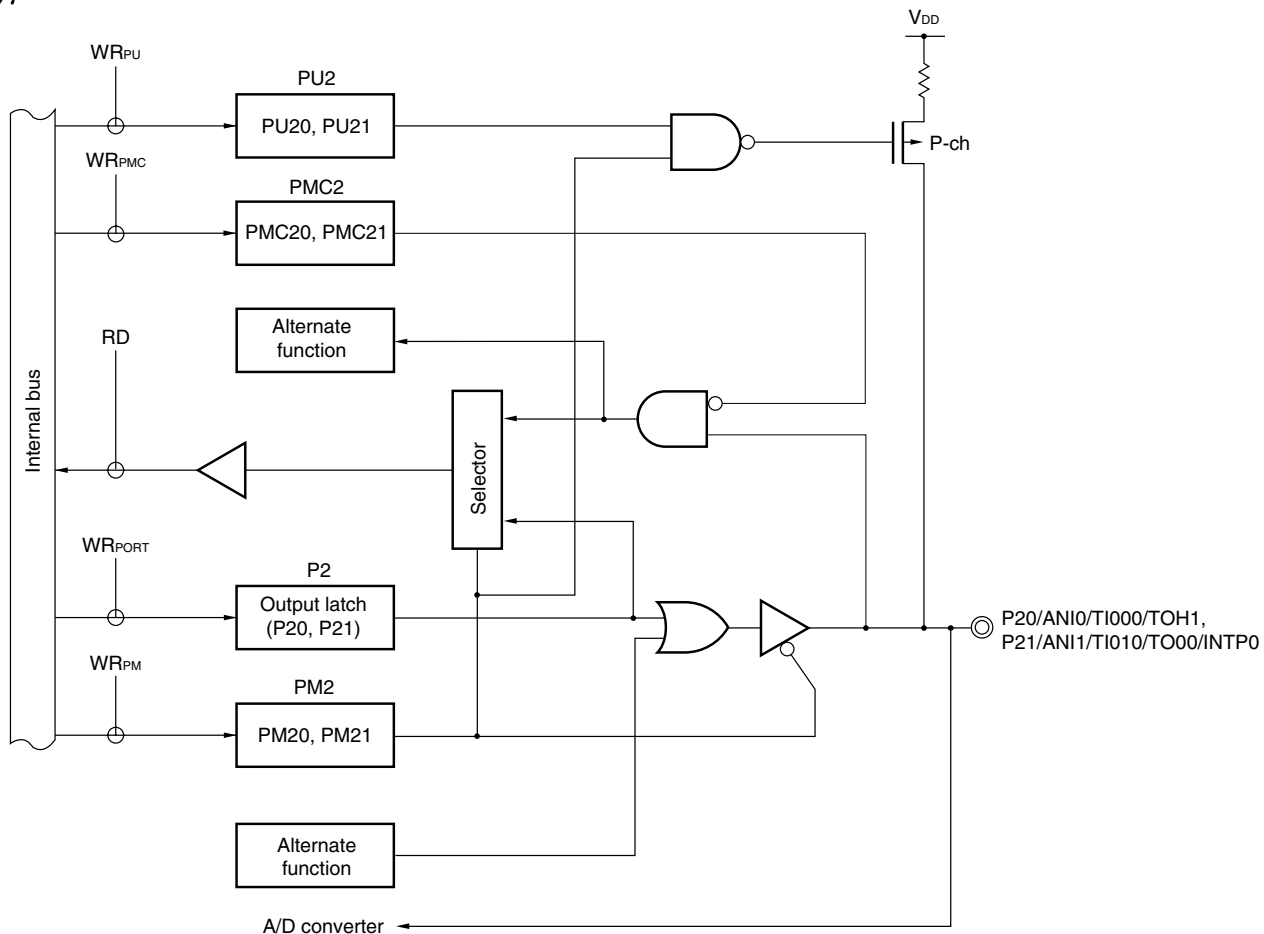 VDD
WRPU
PU2
PU20, PU21
P-ch
WRPMC
PMC2
PMC20, PMC21
Alternate
function
RD
Internal bus
Selector
WRPORT
P2
Output latch
(P20, P21)
P20/ANI0/TI000/TOH1,
P21/ANI1/TI010/TO00/INTP0
WRPM
PM2
PM20, PM21
Alternate
function
A/D converter